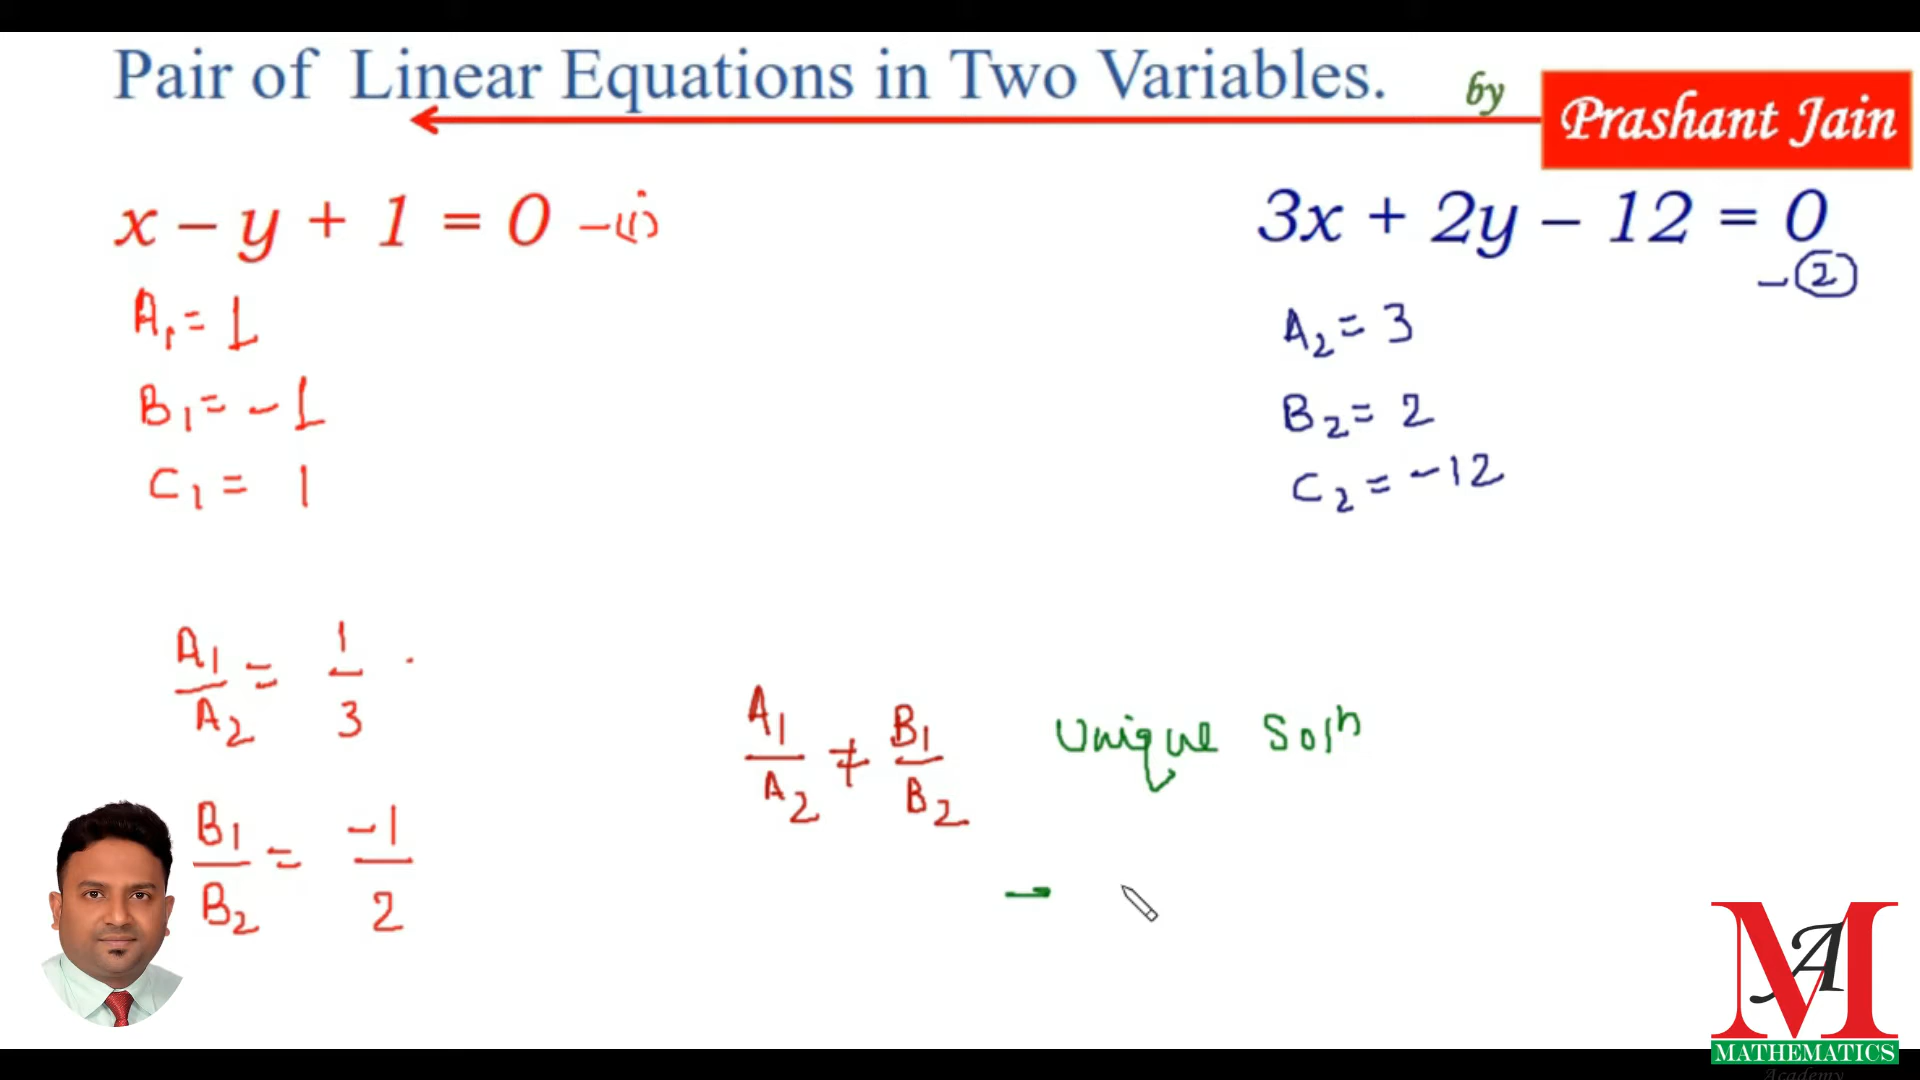 Pair of Linear Equations in Two Variables.
by
Prashant Jain
x – y + 1 = 0 –(i)
A1 = 1
B1 = -1
C1 = 1
3x + 2y – 12 = 0
– 2
A2 = 3
B2 = 2
C2 = -12
A1/A2 = 1/3
B1/B2 = -1/2
A1/A2 ≠ B1/B2 Unique Soln
MA
MATHEMATICS
Academy